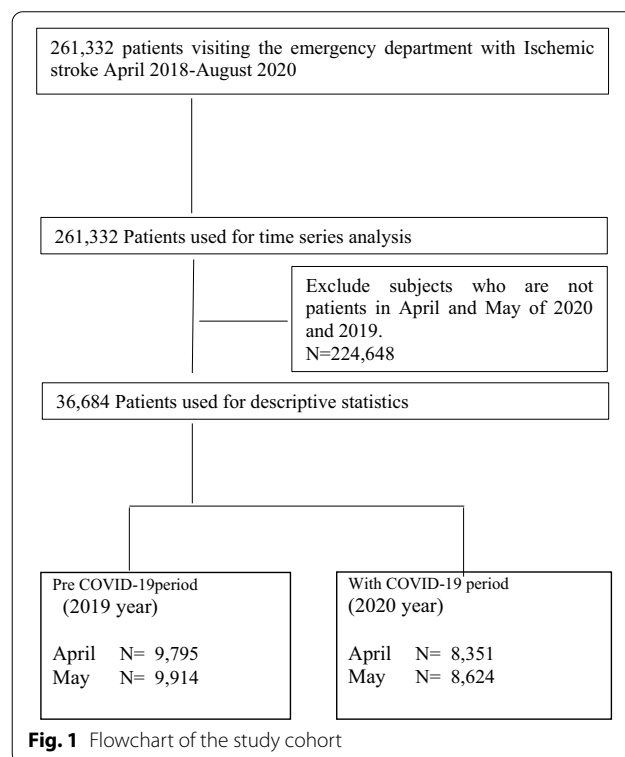 261,332 patients visiting the emergency department with Ischemic
stroke April 2018-August 2020
261,332 Patients used for time series analysis
Exclude subjects who are not
patients in April and May of 2020
and 2019.
N=224,648
36,684 Patients used for descriptive statistics
Pre COVID-19period
(2019 year)
April N= 9,795
May N= 9,914
With COVID-19 period
(2020 year)
April N= 8,351
May N= 8,624
Fig. 1 Flowchart of the study cohort